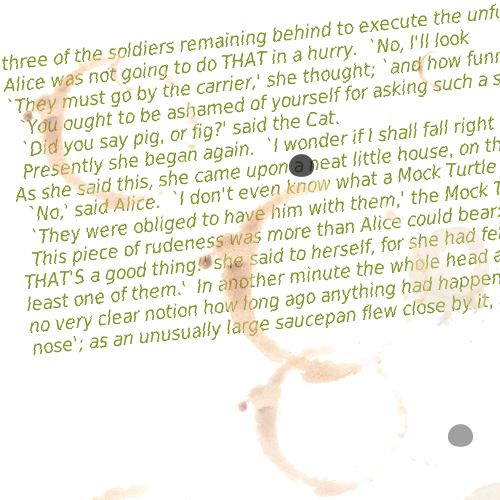 three of the soldiers remaining behind to execute the
Alice was not going to do THAT in a hurry. `No, I'll look
`They must go by the carrier,' she thought; `and how
`You ought to be ashamed of yourself for asking such a
`Did you say pig, or fig?' said the Cat.
Presently she began again. `I wonder if I shall fall right
As she said this, she came upon a neat little house, on
`No,' said Alice. `I don't even know what a Mock Turtle
`They were obliged to have him with them,' the Mock
This piece of rudeness was more than Alice could bear:
THAT'S a good thing!' she said to herself, for she had
least one of them.' In another minute the whole head
no very clear notion how long ago anything had
nose'; as an unusually large saucepan flew close by it,